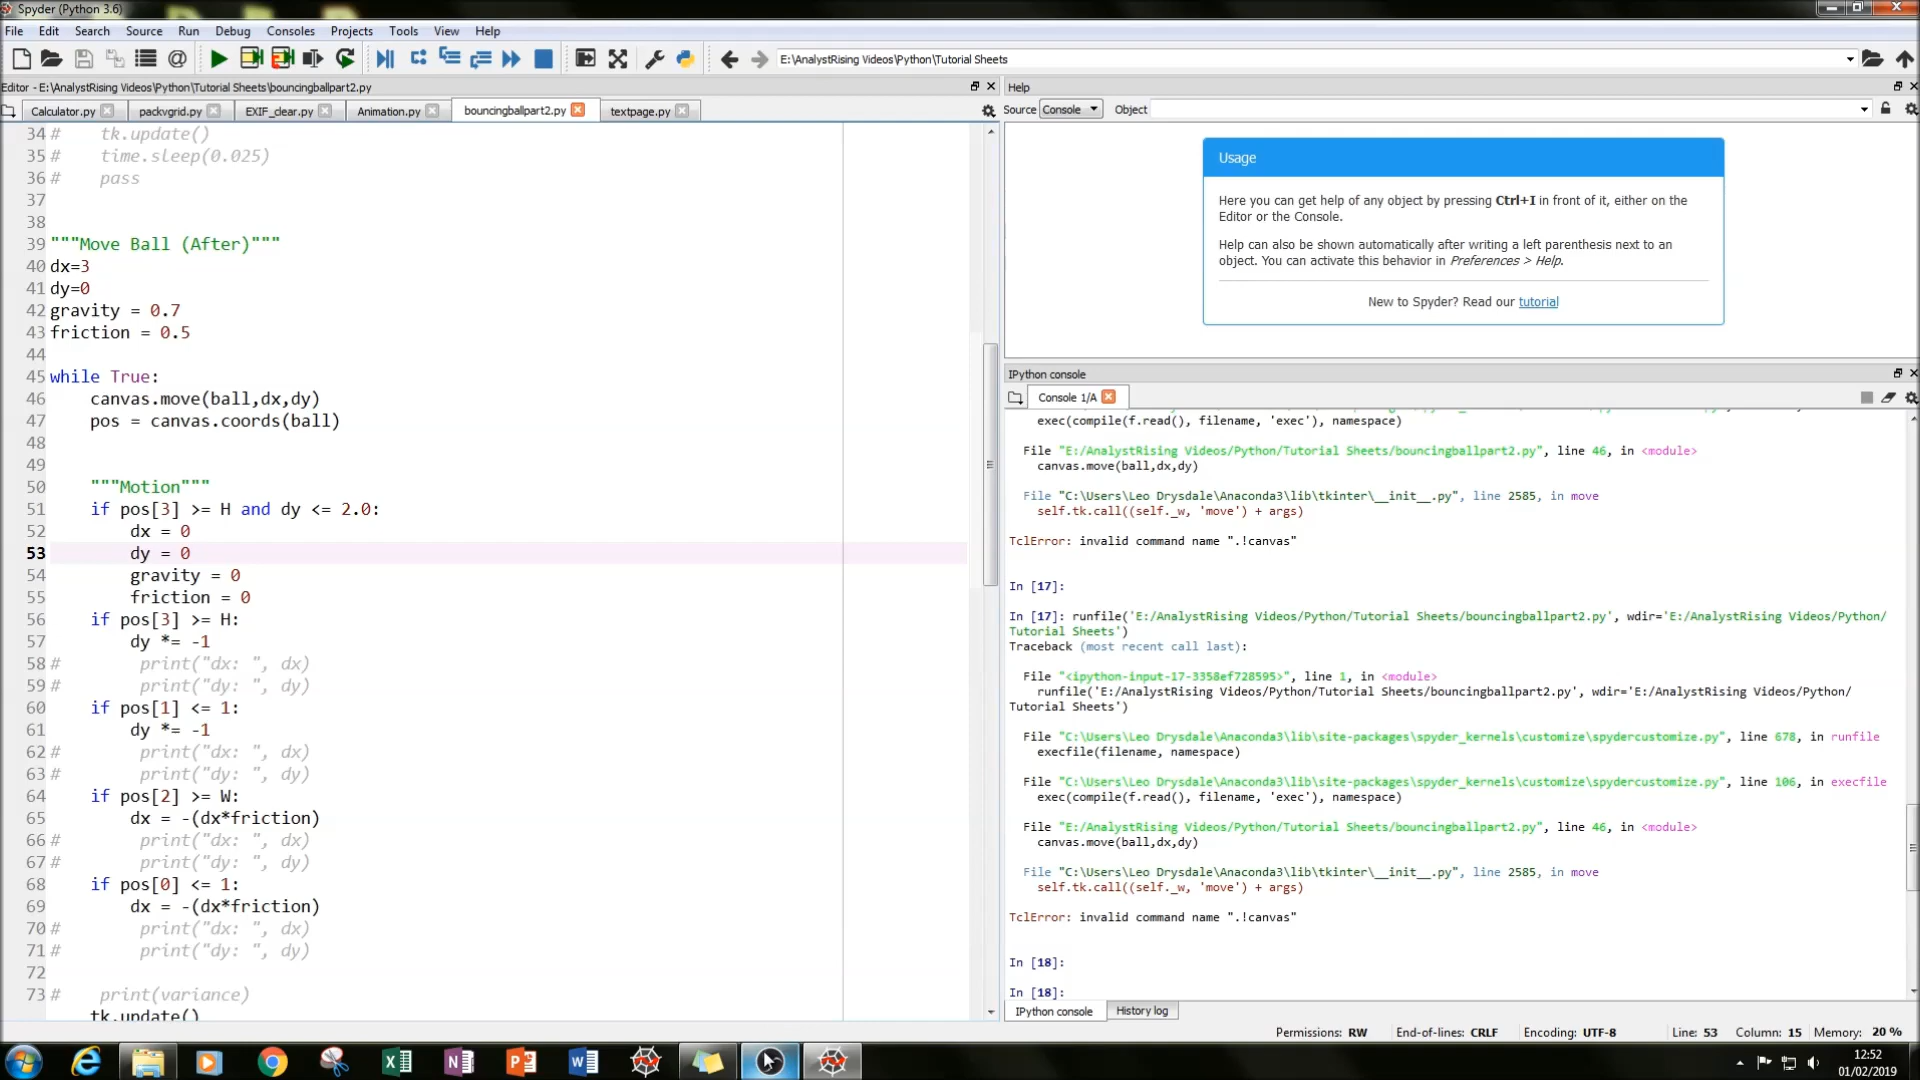 Spyder (Python 3.6)
File Edit Search Source Run Debug Consoles Projects Tools View Help
E:\AnalystRising Videos\Python\Tutorial Sheets
Editor - E:\AnalystRising Videos\Python\Tutorial Sheets\bouncingballpart2.py
Calculator.py packvgrid.py EXIF_clear.py Animation.py bouncingballpart2.py textpage.py
34 #    tk.update()
35 #    time.sleep(0.025)
36 #    pass
37
38
39 """Move Ball (After)"""
40 dx=3
41 dy=0
42 gravity = 0.7
43 friction = 0.5
44
45 while True:
46     canvas.move(ball,dx,dy)
47     pos = canvas.coords(ball)
48
49
50     """Motion"""
51     if pos[3] >= H and dy <= 2.0:
52         dx = 0
53         dy = 0
54         gravity = 0
55         friction = 0
56     if pos[3] >= H:
57         dy *= -1
58 #        print("dx: ", dx)
59 #        print("dy: ", dy)
60     if pos[1] <= 1:
61         dy *= -1
62 #        print("dx: ", dx)
63 #        print("dy: ", dy)
64     if pos[2] >= W:
65         dx = -(dx*friction)
66 #        print("dx: ", dx)
67 #        print("dy: ", dy)
68     if pos[0] <= 1:
69         dx = -(dx*friction)
70 #        print("dx: ", dx)
71 #        print("dy: ", dy)
72
73 #    print(variance)
tk.update()
Help
Source Console Object
Usage
Here you can get help of any object by pressing Ctrl+I in front of it, either on the
Editor or the Console.
Help can also be shown automatically after writing a left parenthesis next to an
object. You can activate this behavior in Preferences > Help.
New to Spyder? Read our tutorial
IPython console
Console 1/A
exec(compile(f.read(), filename, 'exec'), namespace)
File "E:/AnalystRising Videos/Python/Tutorial Sheets/bouncingballpart2.py", line 46, in <module>
canvas.move(ball,dx,dy)
File "C:\Users\Leo Drysdale\Anaconda3\lib\tkinter\__init__.py", line 2585, in move
self.tk.call((self._w, 'move') + args)
TclError: invalid command name ".!canvas"
In [17]:
In [17]: runfile('E:/AnalystRising Videos/Python/Tutorial Sheets/bouncingballpart2.py', wdir='E:/AnalystRising Videos/Python/
Tutorial Sheets')
Traceback (most recent call last):
File "<ipython-input-17-3358ef728595>", line 1, in <module>
runfile('E:/AnalystRising Videos/Python/Tutorial Sheets/bouncingballpart2.py', wdir='E:/AnalystRising Videos/Python/
Tutorial Sheets')
File "C:\Users\Leo Drysdale\Anaconda3\lib\site-packages\spyder_kernels\customize\spydercustomize.py", line 678, in runfile
execfile(filename, namespace)
File "C:\Users\Leo Drysdale\Anaconda3\lib\site-packages\spyder_kernels\customize\spydercustomize.py", line 106, in execfile
exec(compile(f.read(), filename, 'exec'), namespace)
File "E:/AnalystRising Videos/Python/Tutorial Sheets/bouncingballpart2.py", line 46, in <module>
canvas.move(ball,dx,dy)
File "C:\Users\Leo Drysdale\Anaconda3\lib\tkinter\__init__.py", line 2585, in move
self.tk.call((self._w, 'move') + args)
TclError: invalid command name ".!canvas"
In [18]:
In [18]:
IPython console History log
Permissions: RW End-of-lines: CRLF Encoding: UTF-8 Line: 53 Column: 15 Memory: 20 %
12:52
01/02/2019